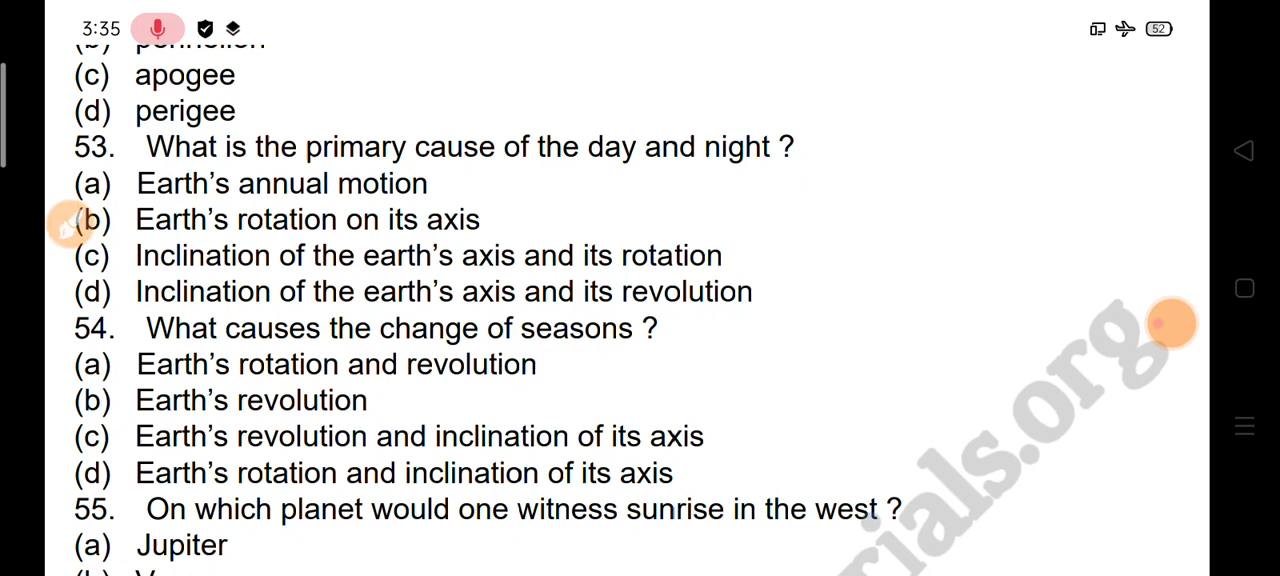 3:35
52
(c) apogee
(d) perigee
53. What is the primary cause of the day and night ?
(a) Earth’s annual motion
(b) Earth’s rotation on its axis
(c) Inclination of the earth’s axis and its rotation
(d) Inclination of the earth’s axis and its revolution
54. What causes the change of seasons ?
(a) Earth’s rotation and revolution
(b) Earth’s revolution
(c) Earth’s revolution and inclination of its axis
(d) Earth’s rotation and inclination of its axis
55. On which planet would one witness sunrise in the west ?
(a) Jupiter
rials.org